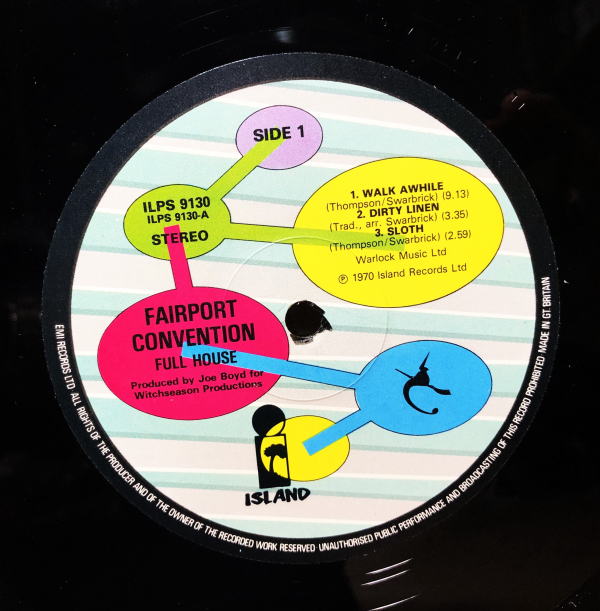 SIDE 1
ILPS 9130
ILPS 9130-A
STEREO
1. WALK AWHILE
(Thompson/Swarbrick) (9.13)
2. DIRTY LINEN
(Trad., arr. Swarbrick) (3.35)
3. SLOTH
(Thompson/Swarbrick) (2.59)
Warlock Music Ltd
℗ 1970 Island Records Ltd
FAIRPORT
CONVENTION
FULL HOUSE
Produced by Joe Boyd for
Witchseason Productions
ISLAND
EMI RECORDS LTD ALL RIGHTS OF THE PRODUCER AND OF THE OWNER OF THE RECORDED WORK RESERVED · UNAUTHORISED PUBLIC PERFORMANCE AND BROADCASTING OF THIS RECORD PROHIBITED MADE IN GT. BRITAIN